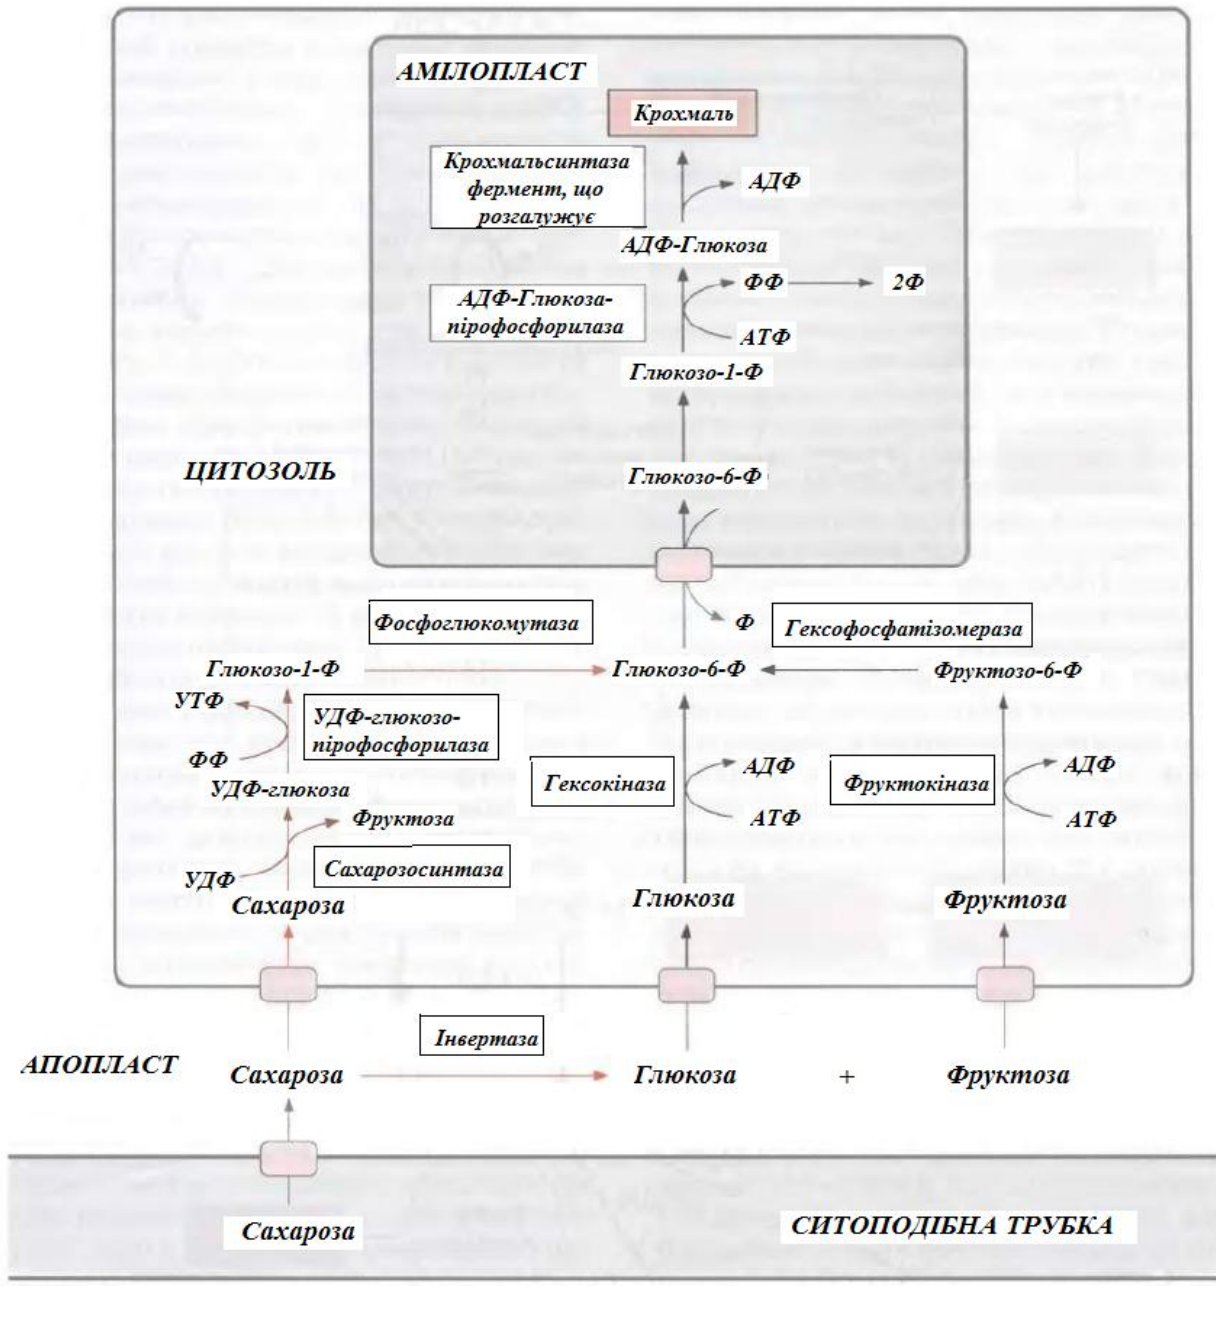 АМІЛОПЛАСТ
Крохмаль
Крохмальсинтаза
фермент, що
розгалужує
АДФ
АДФ-Глюкоза
АДФ-Глюкоза-
пірофосфорилаза
ФФ
2Ф
АТФ
Глюкозо-1-Ф
ЦИТОЗОЛЬ
Глюкозо-6-Ф
Фосфоглюкомутаза
Ф
Гексофосфатізомераза
Глюкозо-1-Ф
Глюкозо-6-Ф
Фруктозо-6-Ф
УТФ
УДФ-глюкозо-
пірофосфорилаза
ФФ
УДФ-глюкоза
Гексокіназа
АДФ
АТФ
Фруктокіназа
АДФ
АТФ
Фруктоза
УДФ
Сахарозосинтаза
Сахароза
Глюкоза
Фруктоза
Інвертаза
АПОПЛАСТ
Сахароза
Глюкоза
+
Фруктоза
Сахароза
СИТОПОДІБНА ТРУБКА